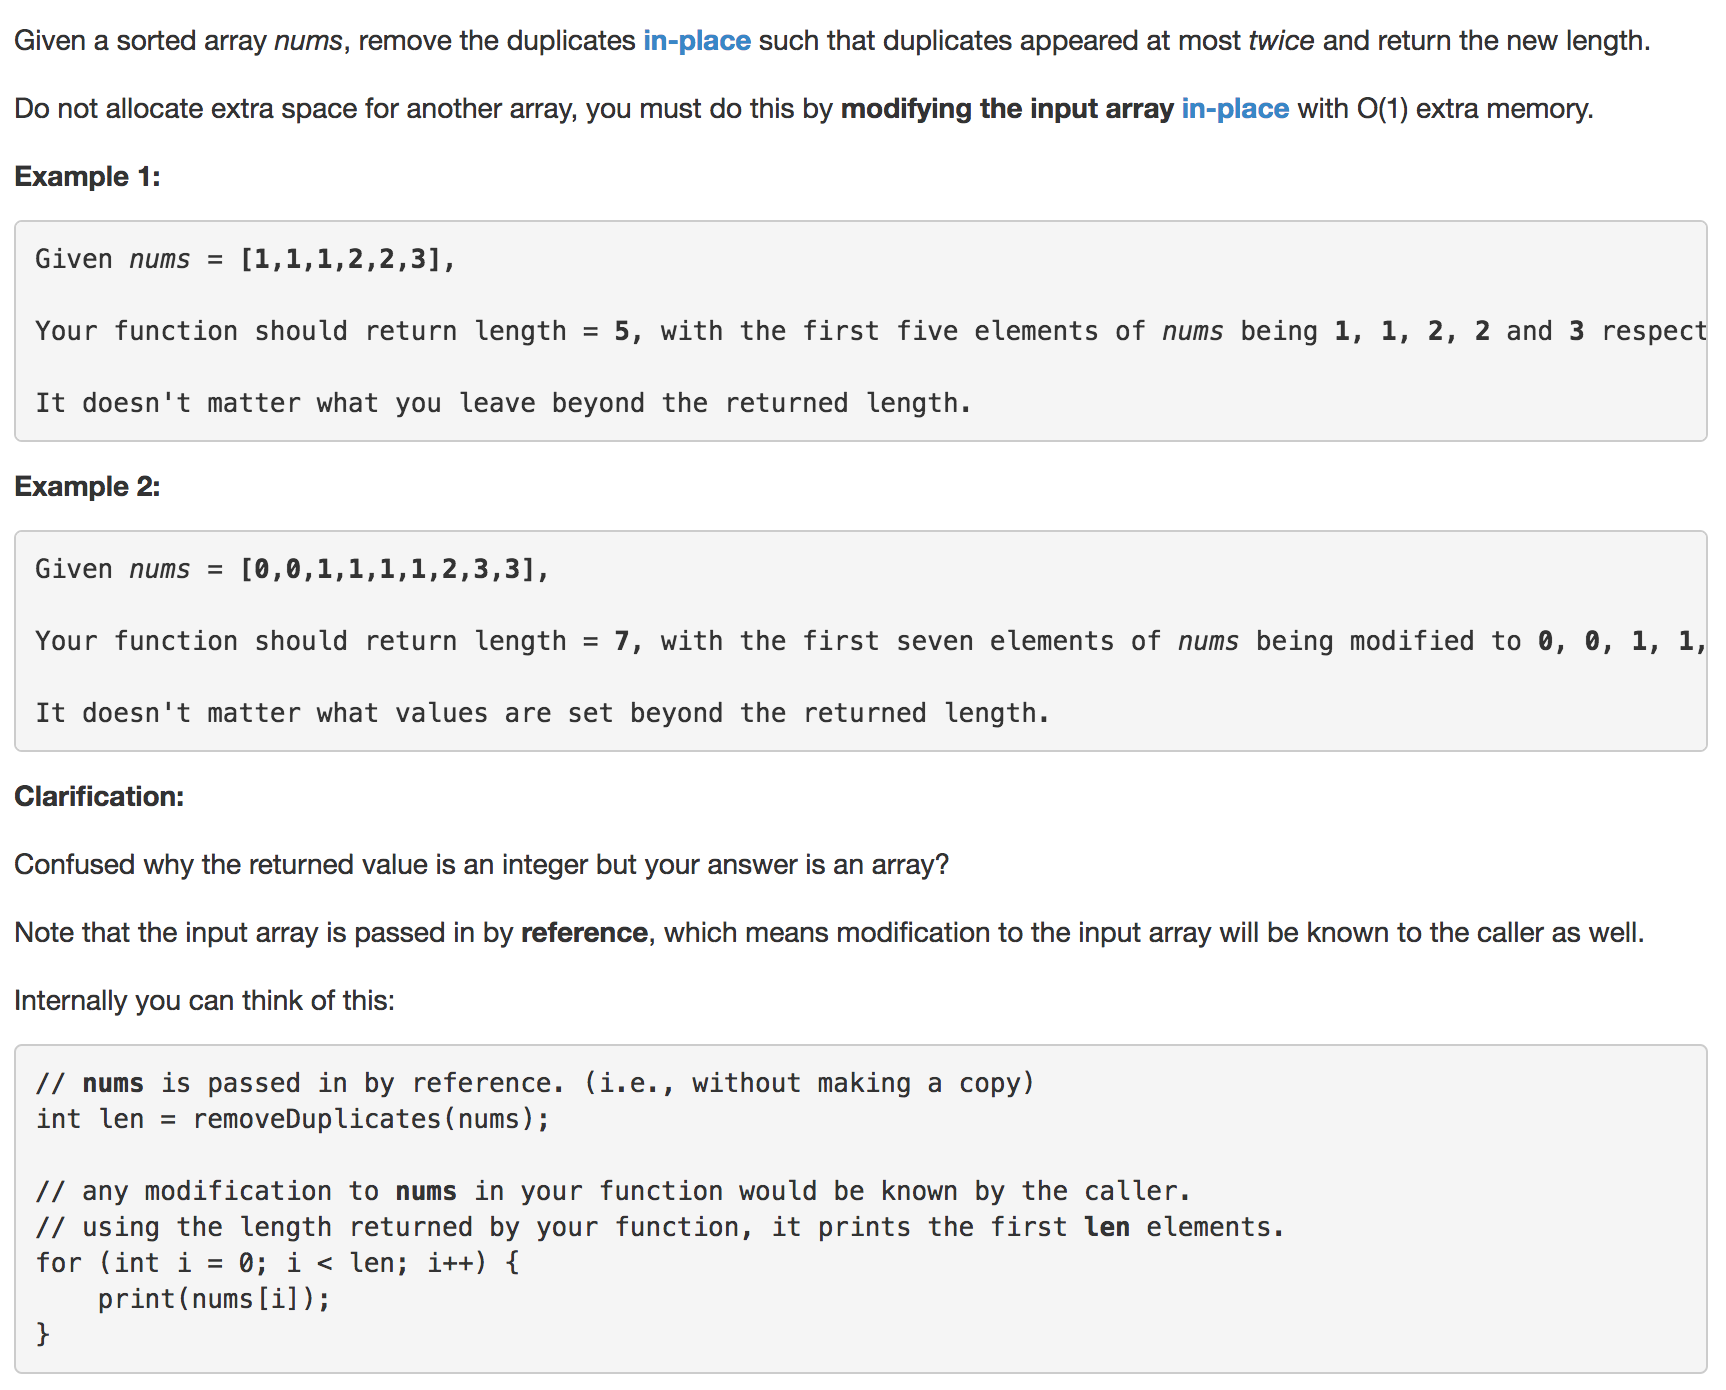 Given a sorted array nums, remove the duplicates in-place such that duplicates appeared at most twice and return the new length.
Do not allocate extra space for another array, you must do this by modifying the input array in-place with O(1) extra memory.
Example 1:
Given nums = [1,1,1,2,2,3],
Your function should return length = 5, with the first five elements of nums being 1, 1, 2, 2 and 3 respect
It doesn't matter what you leave beyond the returned length.
Example 2:
Given nums = [0,0,1,1,1,1,2,3,3],
Your function should return length = 7, with the first seven elements of nums being modified to 0, 0, 1, 1,
It doesn't matter what values are set beyond the returned length.
Clarification:
Confused why the returned value is an integer but your answer is an array?
Note that the input array is passed in by reference, which means modification to the input array will be known to the caller as well.
Internally you can think of this:
// nums is passed in by reference. (i.e., without making a copy)
int len = removeDuplicates(nums);
// any modification to nums in your function would be known by the caller.
// using the length returned by your function, it prints the first len elements.
for (int i = 0; i < len; i++) {
    print(nums[i]);
}